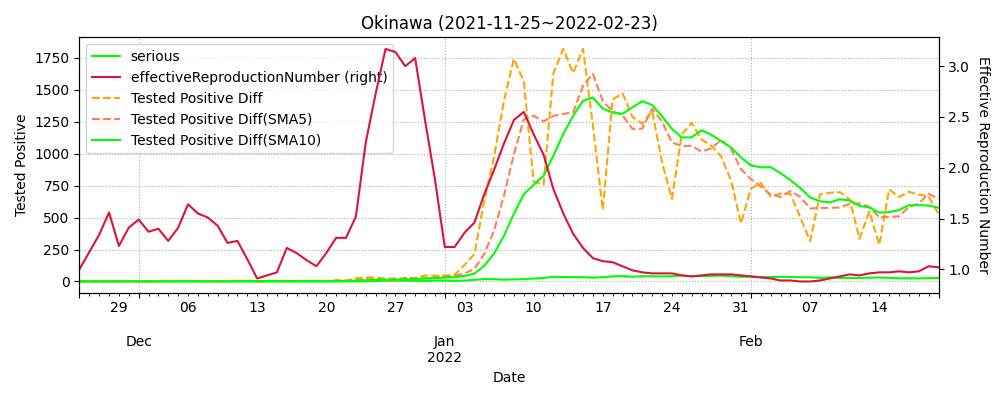 Okinawa (2021-11-25~2022-02-23)
serious
effectiveReproductionNumber (right)
Tested Positive Diff
Tested Positive Diff(SMA5)
Tested Positive Diff(SMA10)
Tested Positive
1750
1500
1250
1000
750
500
250
0
3.0
2.5
2.0
1.5
1.0
Effective Reproduction Number
29 06 13 20 27 03 10 17 24 31 07 14
Dec Jan Feb
2022
Date